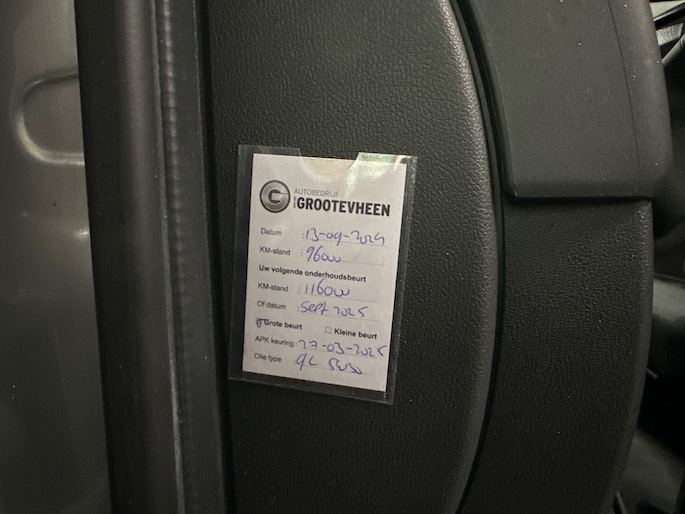 AUTOBEDRIJF
GROOTEVHEEN
Datum : 13-09-2024
KM-stand : 96000
Uw volgende onderhoudsbeurt
KM-stand : 116000
Of datum : Sept 2025
Grote beurt ☐ Kleine beurt
APK keuring: 27-03-2025
Olie type